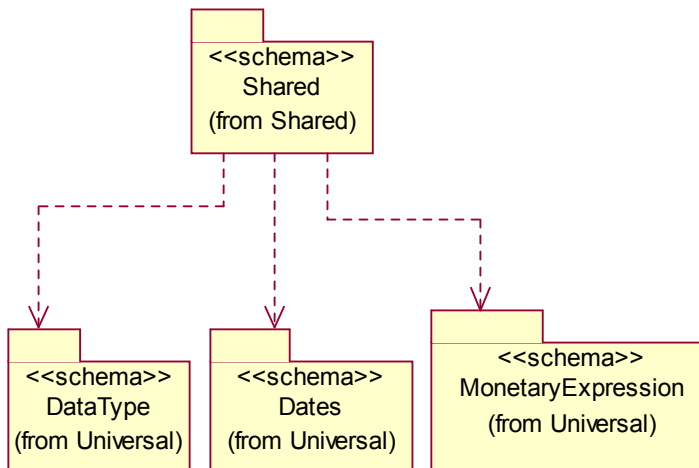 <<schema>>
Shared
(from Shared)
<<schema>>
DataType
(from Universal)
<<schema>>
Dates
(from Universal)
<<schema>>
MonetaryExpression
(from Universal)